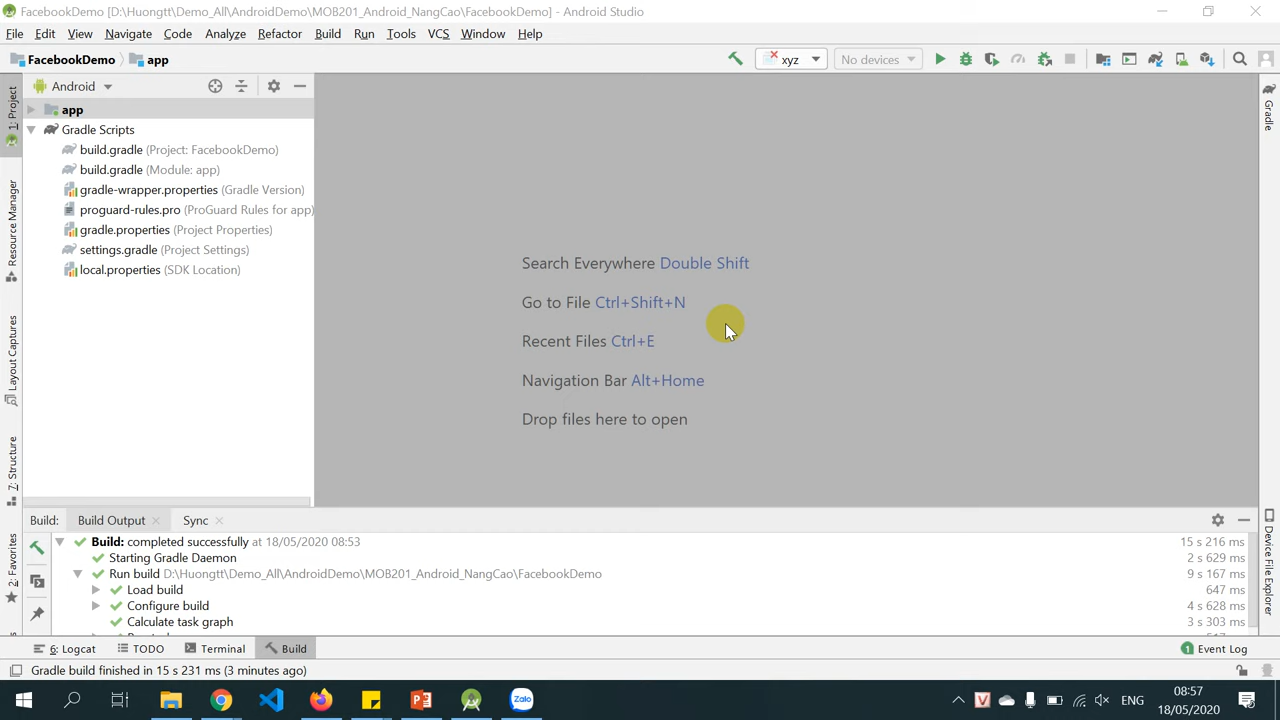 FacebookDemo [D:\Huongtt\Demo_All\AndroidDemo\MOB201_Android_NangCao\FacebookDemo] - Android Studio
File Edit View Navigate Code Analyze Refactor Build Run Tools VCS Window Help
FacebookDemo app
xyz
No devices
1: Project
Android
app
Gradle Scripts
build.gradle (Project: FacebookDemo)
build.gradle (Module: app)
gradle-wrapper.properties (Gradle Version)
proguard-rules.pro (ProGuard Rules for app)
gradle.properties (Project Properties)
settings.gradle (Project Settings)
local.properties (SDK Location)
Resource Manager
Layout Captures
7: Structure
2: Favorites
Search Everywhere Double Shift
Go to File Ctrl+Shift+N
Recent Files Ctrl+E
Navigation Bar Alt+Home
Drop files here to open
Gradle
Device File Explorer
Build: Build Output Sync
Build: completed successfully at 18/05/2020 08:53 15 s 216 ms
Starting Gradle Daemon 2 s 629 ms
Run build D:\Huongtt\Demo_All\AndroidDemo\MOB201_Android_NangCao\FacebookDemo 9 s 167 ms
Load build 647 ms
Configure build 4 s 628 ms
Calculate task graph 3 s 303 ms
6: Logcat TODO Terminal Build 1 Event Log
Gradle build finished in 15 s 231 ms (3 minutes ago)
Zalo
V
ENG
08:57
18/05/2020